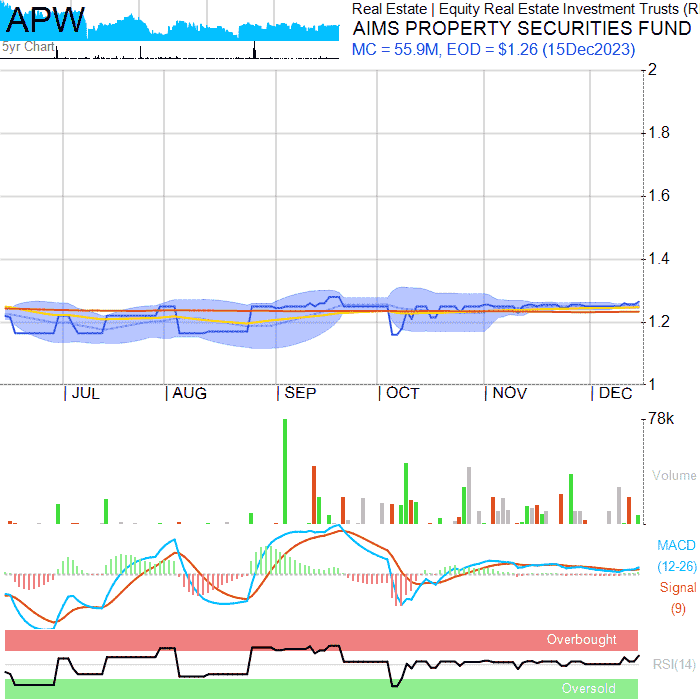 APW
Real Estate | Equity Real Estate Investment Trusts (R
AIMS PROPERTY SECURITIES FUND
MC = 55.9M, EOD = $1.26 (15Dec2023)
5yr Chart
2
1.8
1.6
1.4
1.2
1
JUL AUG SEP OCT NOV DEC
78k
Volume
MACD
(12-26)
Signal
(9)
Overbought
RSI(14)
Oversold